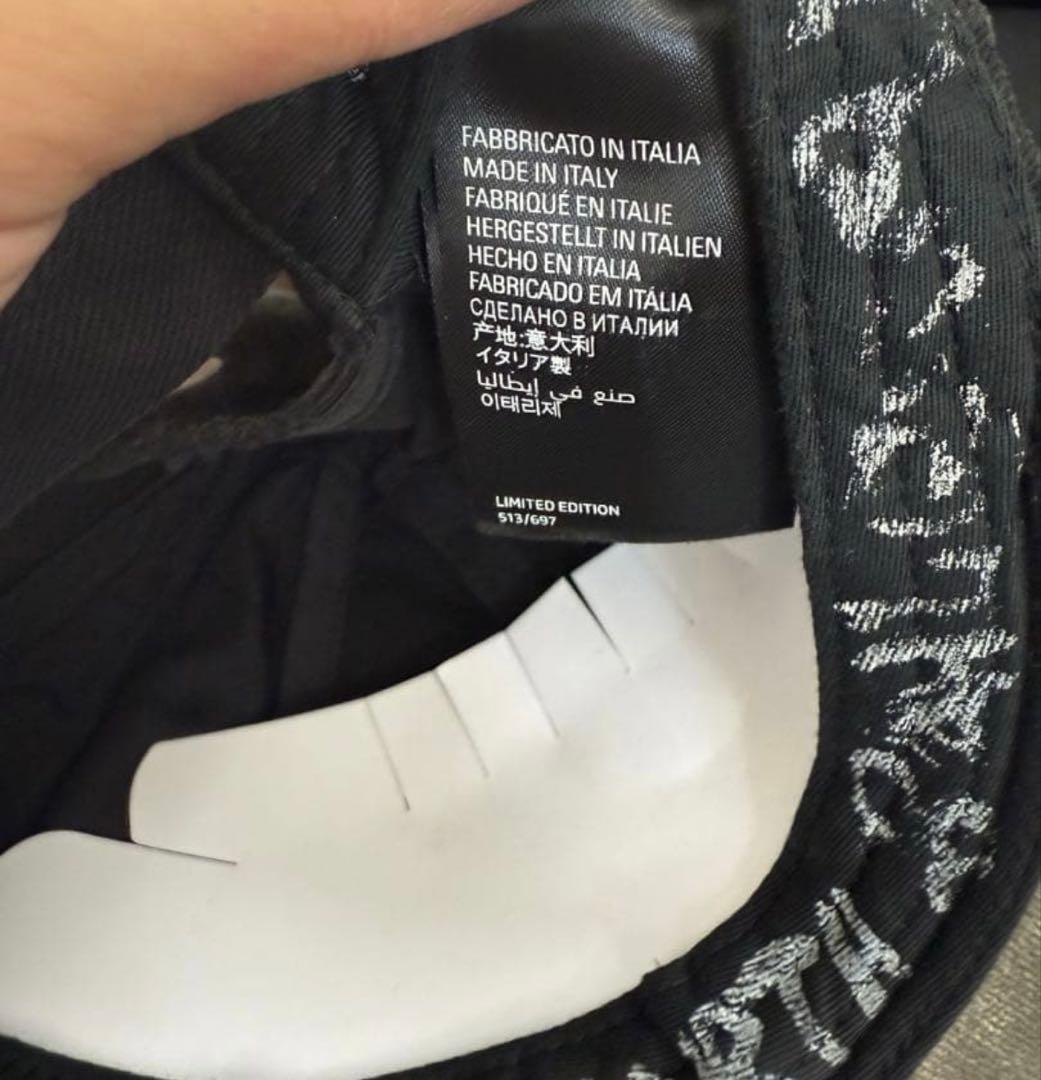 FABBRICATO IN ITALIA
MADE IN ITALY
FABRIQUÉ EN ITALIE
HERGESTELLT IN ITALIEN
HECHO EN ITALIA
FABRICADO EM ITÁLIA
СДЕЛАНО В ИТАЛИИ
产地:意大利
イタリア製
صنع في إيطاليا
이태리제
LIMITED EDITION
513/697